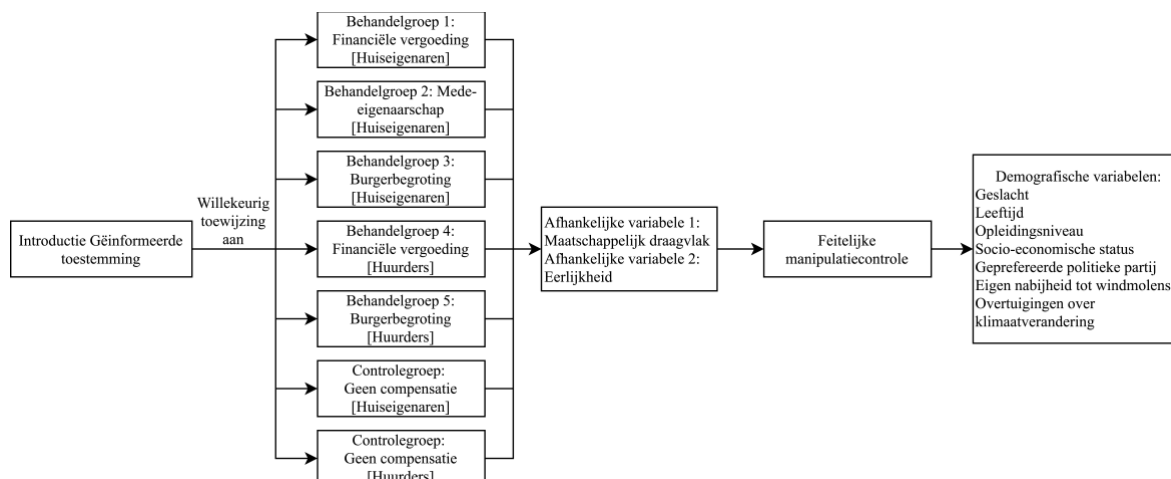 Introductie Gëinformeerde
toestemming
Willekeurig
toewijzing
aan
Behandelgroep 1:
Financiële vergoeding
[Huiseigenaren]
Behandelgroep 2: Mede-
eigenaarschap
[Huiseigenaren]
Behandelgroep 3:
Burgerbegroting
[Huiseigenaren]
Behandelgroep 4:
Financiële vergoeding
[Huurders]
Behandelgroep 5:
Burgerbegroting
[Huurders]
Controlegroep:
Geen compensatie
[Huiseigenaren]
Controlegroep:
Geen compensatie
[Huurders]
Afhankelijke variabele 1:
Maatschappelijk draagvlak
Afhankelijke variabele 2:
Eerlijkheid
Feitelijke
manipulatiecontrole
Demografische variabelen:
Geslacht
Leeftijd
Opleidingsniveau
Socio-economische status
Geprefereerde politieke partij
Eigen nabijheid tot windmolens
Overtuigingen over
klimaatverandering